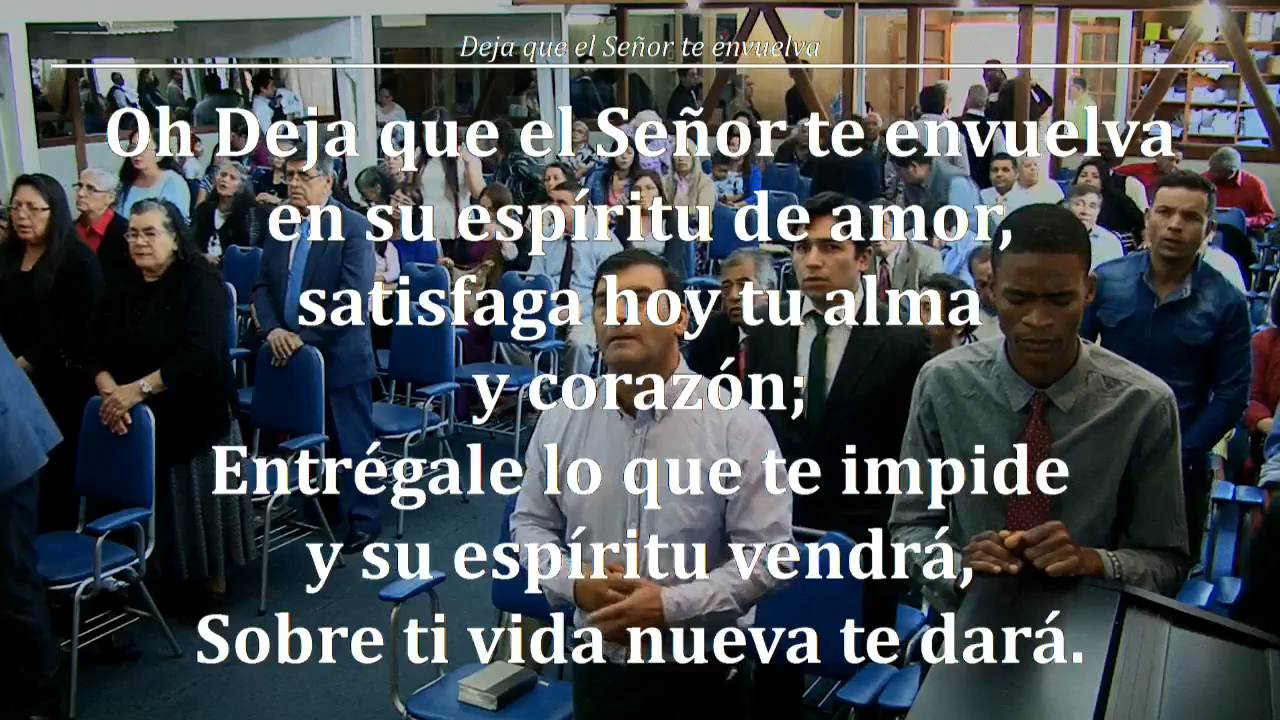 Deja que el Señor te envuelva
Oh Deja que el Señor te envuelva
en su espíritu de amor,
satisfaga hoy tu alma
y corazón;
Entrégale lo que te impide
y su espíritu vendrá,
Sobre ti vida nueva te dará.